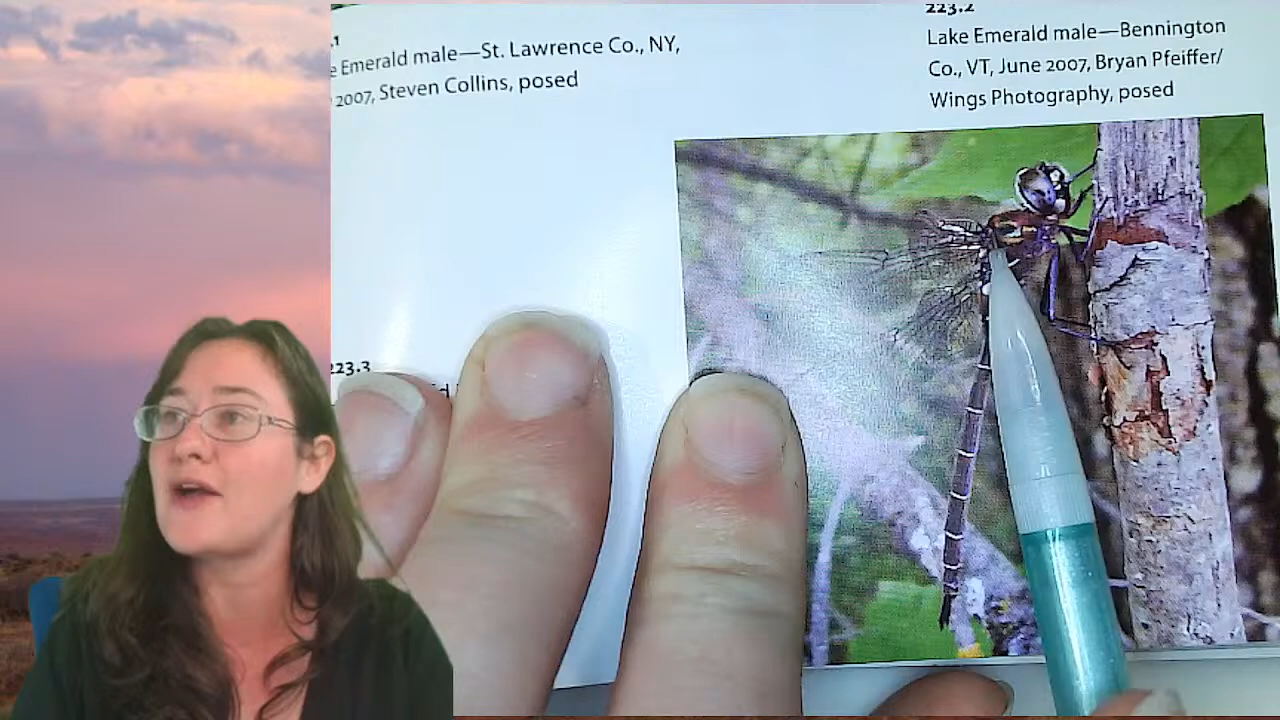 .1
e Emerald male—St. Lawrence Co., NY,
2007, Steven Collins, posed
223.2
Lake Emerald male—Bennington
Co., VT, June 2007, Bryan Pfeiffer/
Wings Photography, posed
223.3